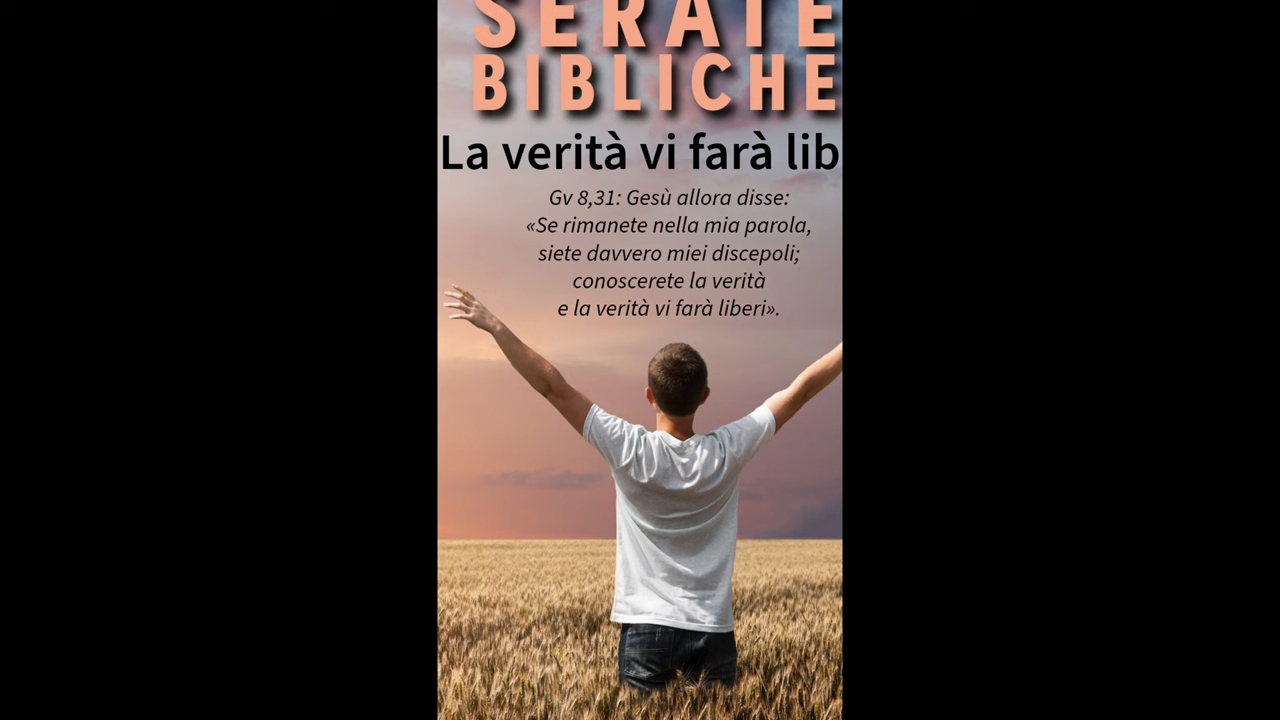 SERATE
BIBLICHE
La verità vi farà lib
Gv 8,31: Gesù allora disse:
«Se rimanete nella mia parola,
siete davvero miei discepoli;
conoscerete la verità
e la verità vi farà liberi».